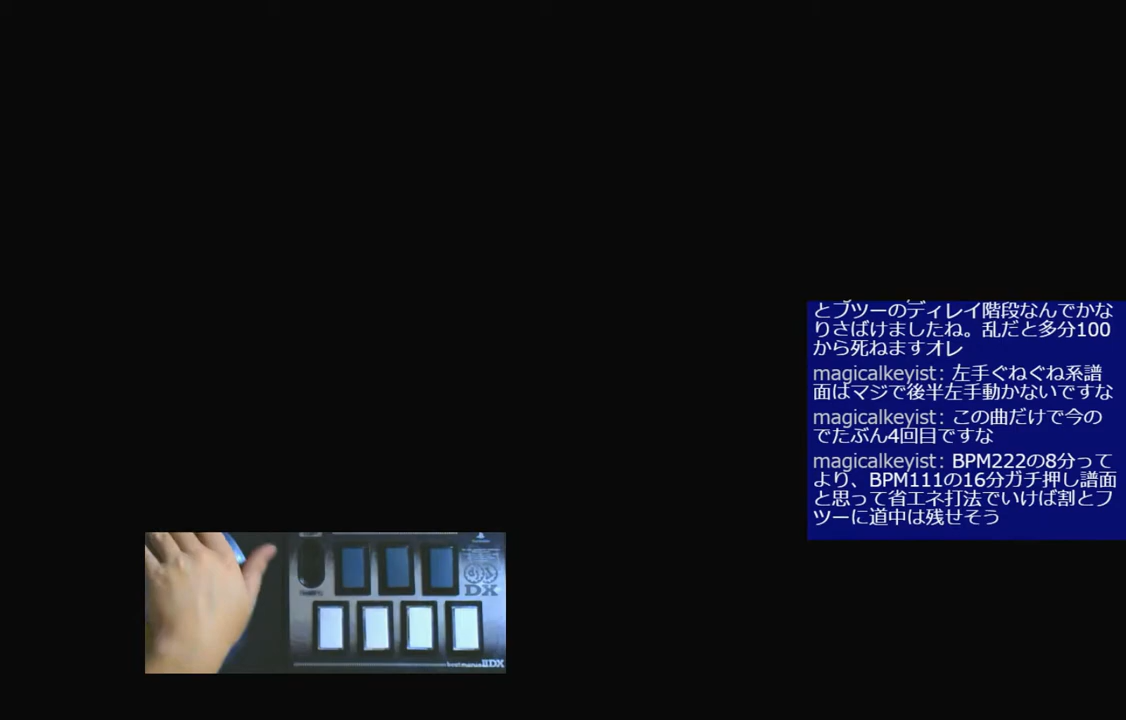 とフツーのディレイ階段なんでかな
りさばけましたね。乱だと多分100
から死ねますオレ
magicalkeyist: 左手ぐねぐね系譜
面はマジで後半左手動かないですな
magicalkeyist: この曲だけで今の
でたぶん4回目ですな
magicalkeyist: BPM222の8分って
より、BPM111の16分ガチ押し譜面
と思って省エネ打法でいけば割とフ
ツーに道中は残せそう
DX
beatmania IIDX